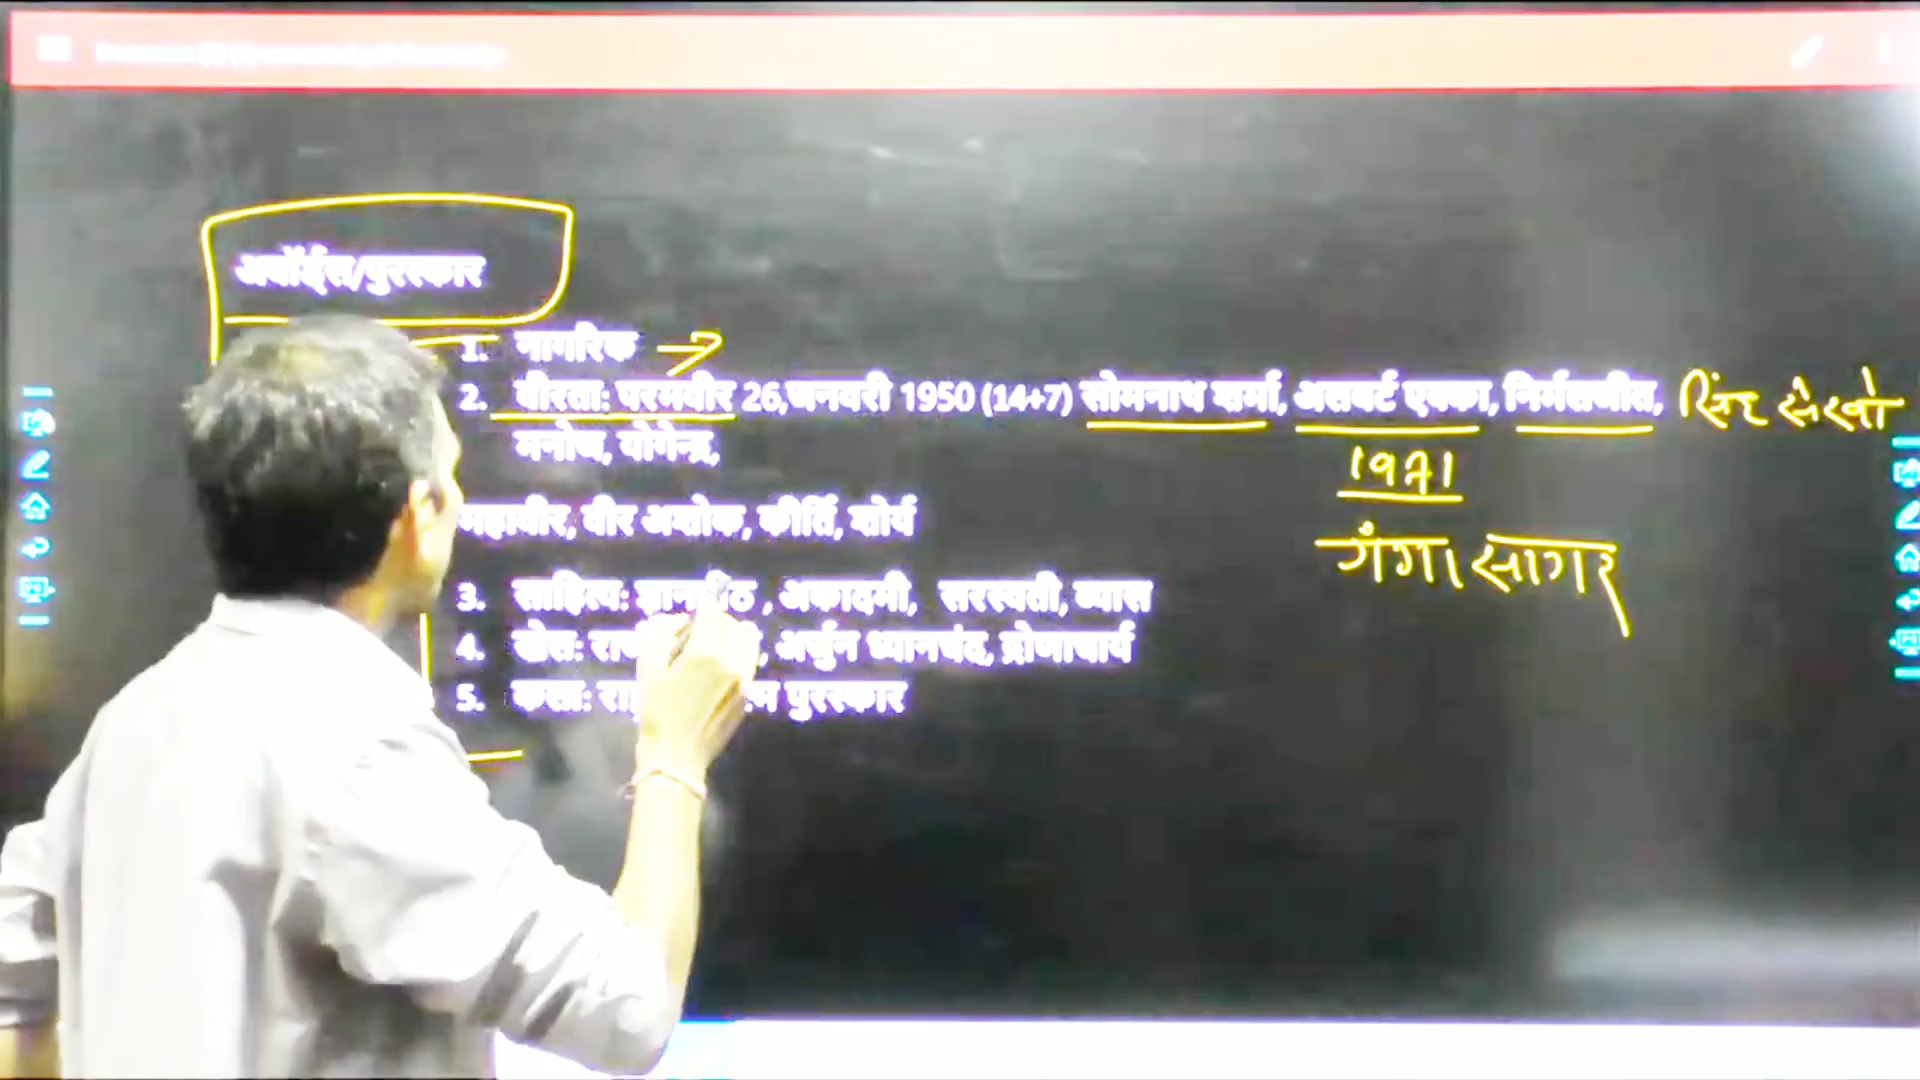 अवॉर्ड्स/पुरस्कार
1. नागरिक →
2. वीरता: परमवीर 26,जनवरी 1950 (14+7) सोमनाथ शर्मा, अलबर्ट एक्का, निर्मलजीत, सिंह सेखो
मनोज, योगेन्द्र,
1971
महावीर, वीर अशोक, कीर्ति, शोर्य
गंगा सागर
3. साहित्य: , अकादमी, सरस्वती, व्यास
4. खेल: , अर्जुन ध्यानचंद, द्रोणाचार्य
5. कला: पुरस्कार